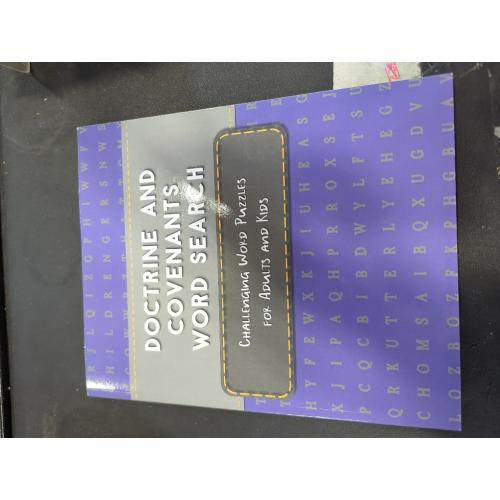 R J L Q I Z G P H I W W F
H I L D R E N G E R S N W S
DOCTRINE AND
COVENANTS
WORD SEARCH
CHALLENGING WORD PUZZLES
FOR ADULTS AND KIDS
H Y F E W X K J I U H E A S G
X J I P A Q H P R R O X S E J
P C Q C B I B D W Y L F T S U
Q R K U T T E R L Y E H E G Z
C H O M S A I B Q X U G D V U
L O Z B O Z F K P H G B U A V